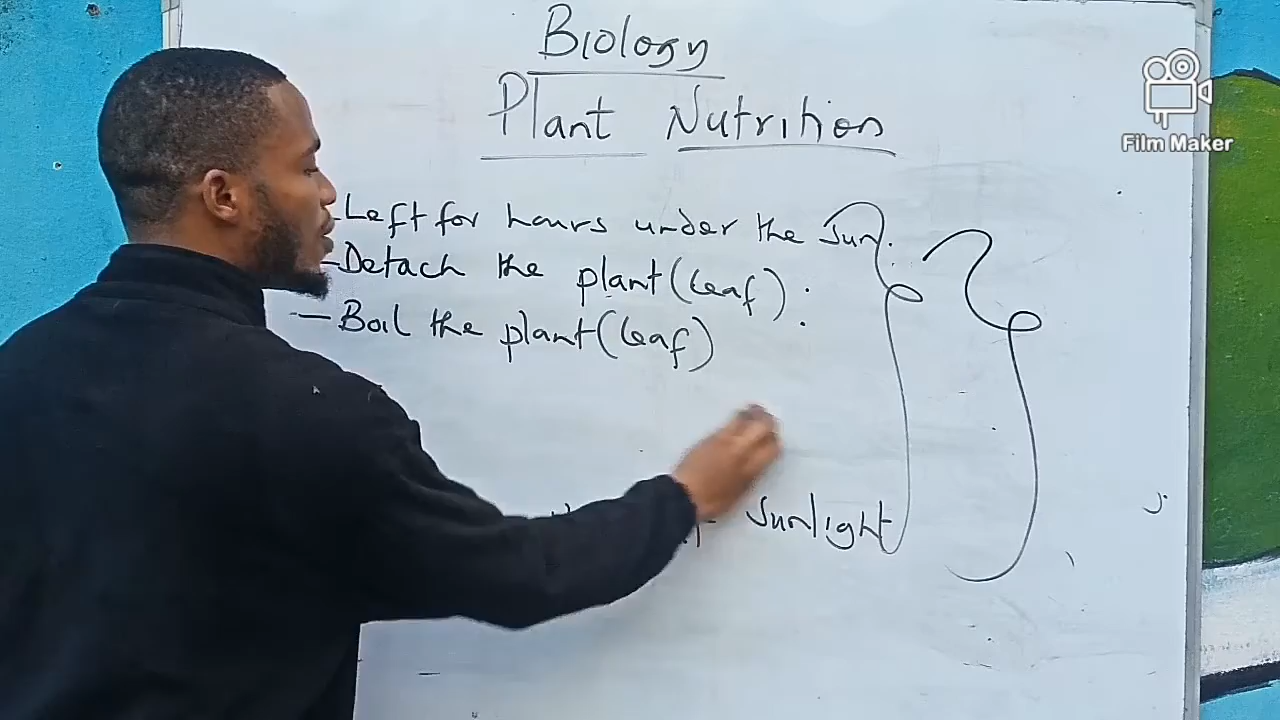 Biology
Plant Nutrition
Film Maker
- Left for hours under the Sun.
- Detach the plant (leaf).
- Boil the plant (leaf)
Sunlight